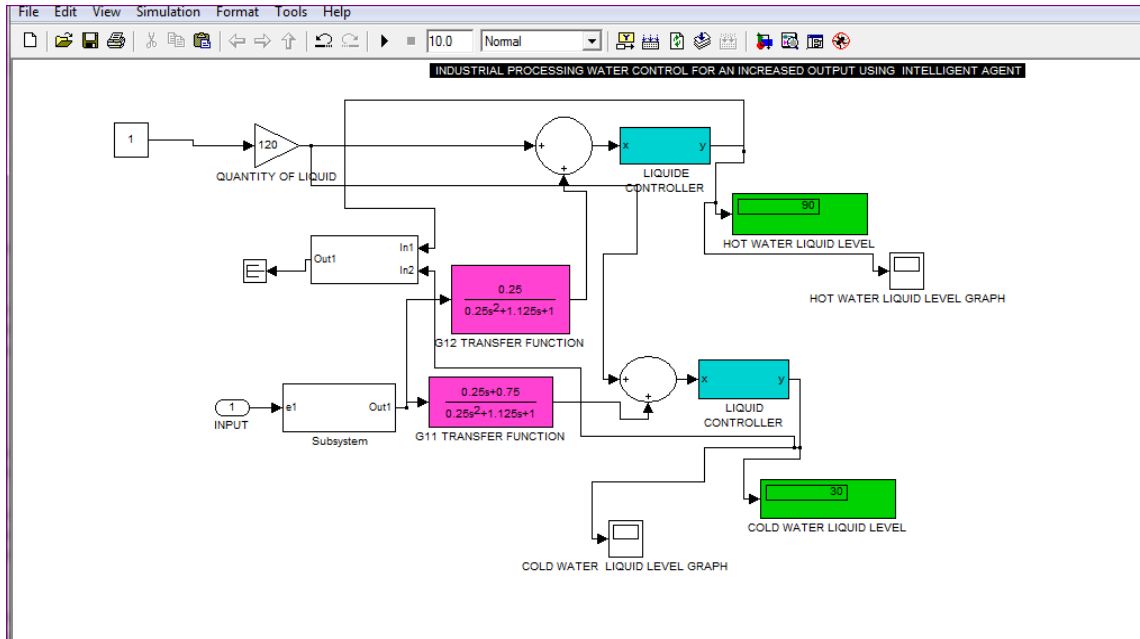 File Edit View Simulation Format Tools Help
10.0 Normal
INDUSTRIAL PROCESSING WATER CONTROL FOR AN INCREASED OUTPUT USING INTELLIGENT AGENT
1
120
QUANTITY OF LIQUID
+
+
x y
LIQUIDE
CONTROLLER
90
HOT WATER LIQUID LEVEL
HOT WATER LIQUID LEVEL GRAPH
Out1 In1
In2
0.25
0.25s²+1.125s+1
G12 TRANSFER FUNCTION
+
+
x y
LIQUID
CONTROLLER
1
INPUT
e1 Out1
Subsystem
0.25s+0.75
0.25s²+1.125s+1
G11 TRANSFER FUNCTION
30
COLD WATER LIQUID LEVEL
COLD WATER LIQUID LEVEL GRAPH